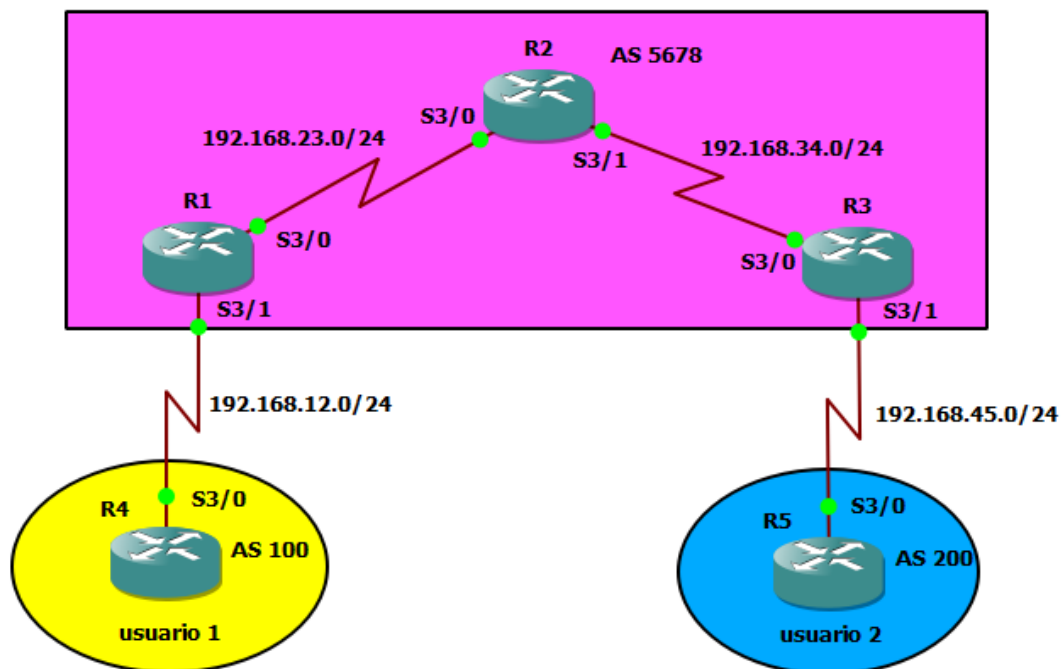 R2
AS 5678
S3/0
192.168.23.0/24
S3/1
192.168.34.0/24
R1
R3
S3/0
S3/0
S3/1
S3/1
192.168.12.0/24
192.168.45.0/24
R4
S3/0
AS 100
usuario 1
R5
S3/0
AS 200
usuario 2